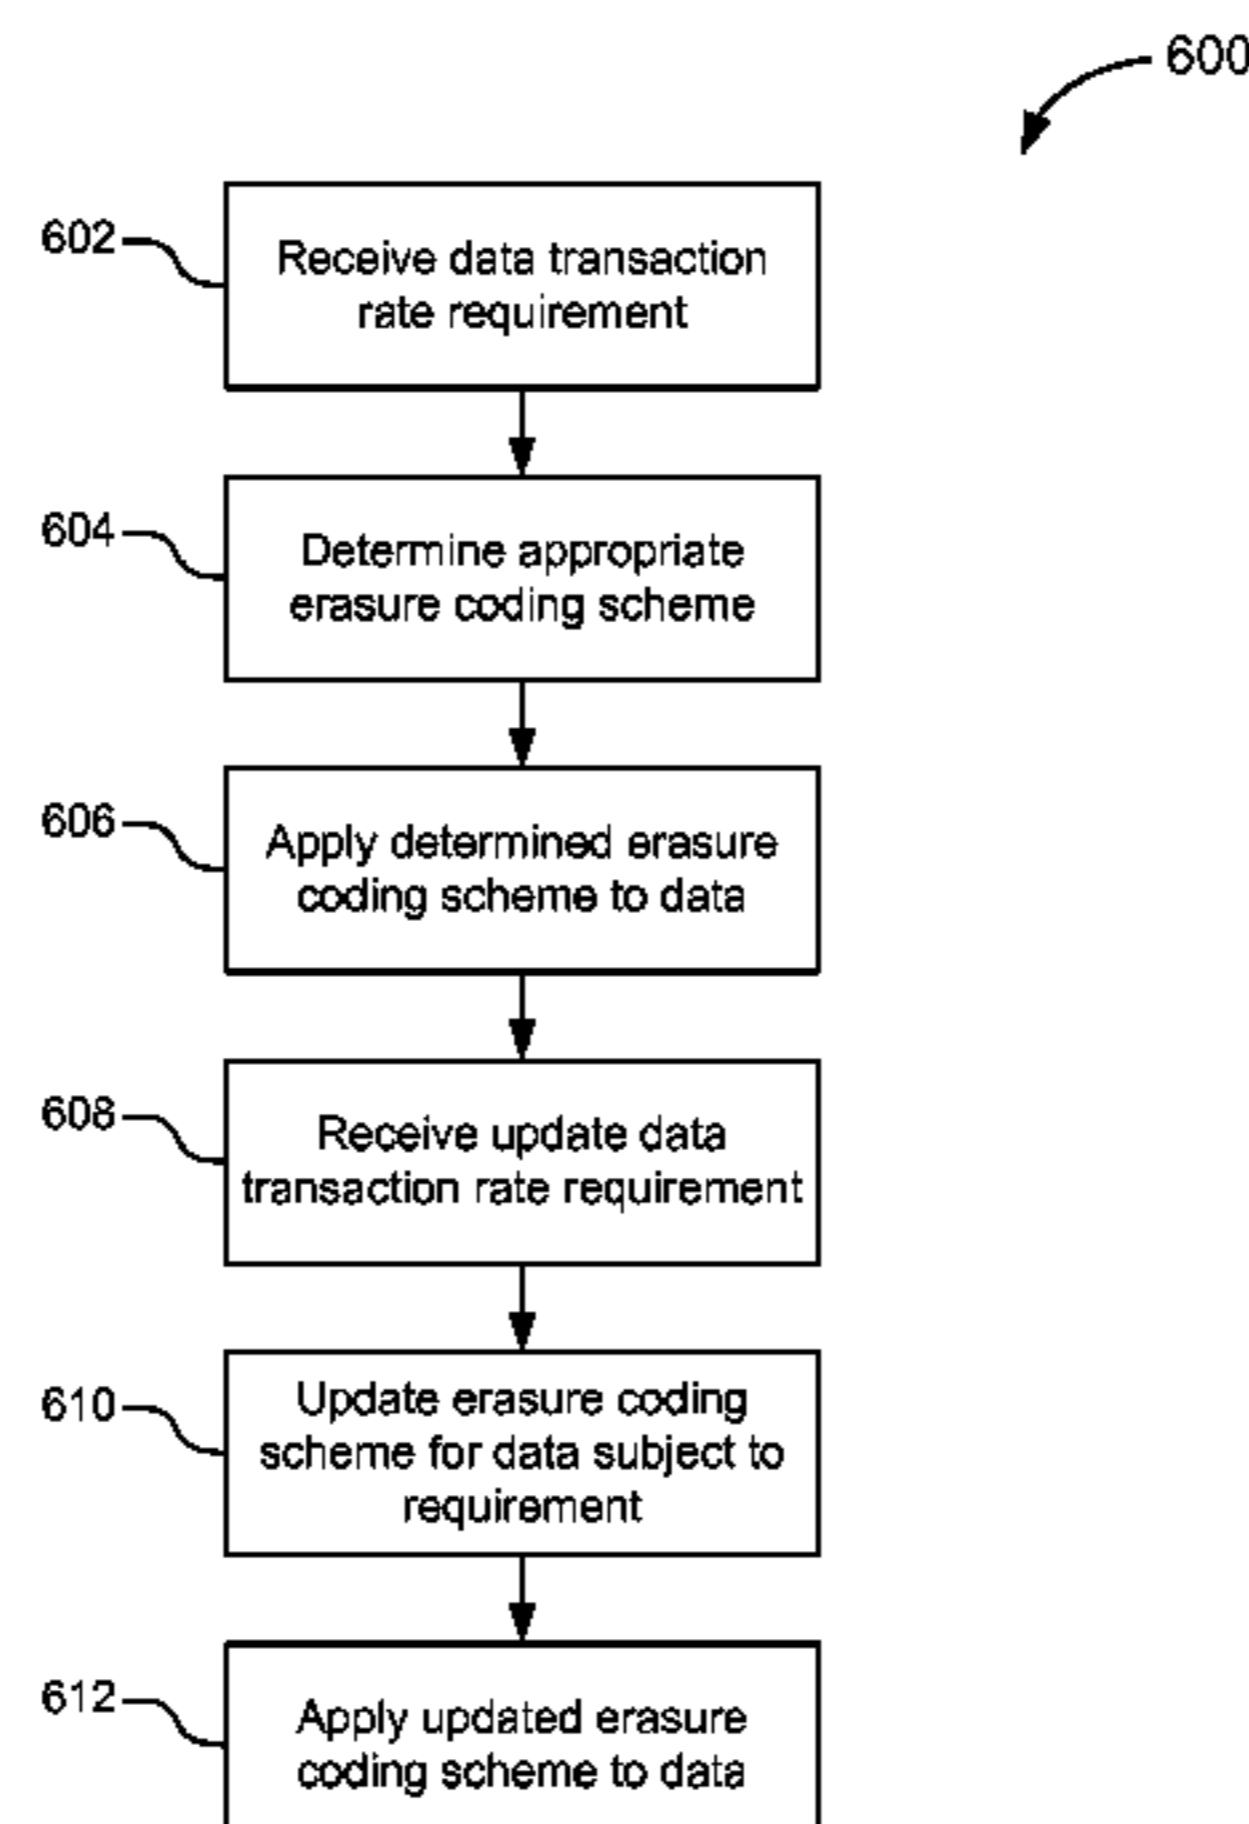 600
602
Receive data transaction
rate requirement
604
Determine appropriate
erasure coding scheme
606
Apply determined erasure
coding scheme to data
608
Receive update data
transaction rate requirement
610
Update erasure coding
scheme for data subject to
requirement
612
Apply updated erasure
coding scheme to data